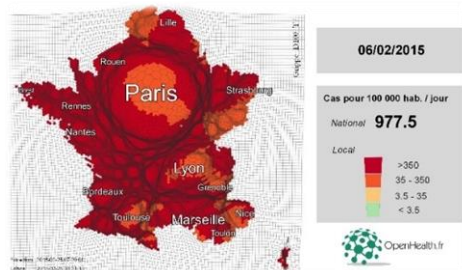 Lille
Rouen
Paris
Strasbourg
Brest
Rennes
Nantes
Lyon
Grenoble
Bordeaux
Toulouse
Marseille
Nice
Toulon
06/02/2015
Cas pour 100 000 hab. / jour
National 977.5
Local
>350
35 - 350
3.5 - 35
< 3.5
OpenHealth.fr